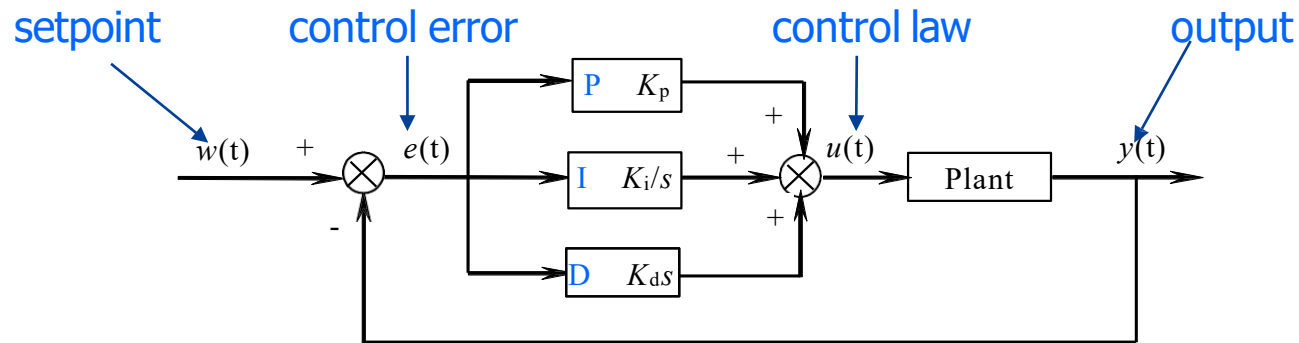 setpoint control error control law output
P Kp
+
w(t) + e(t) I Ki/s + u(t) Plant y(t)
- +
D Kds